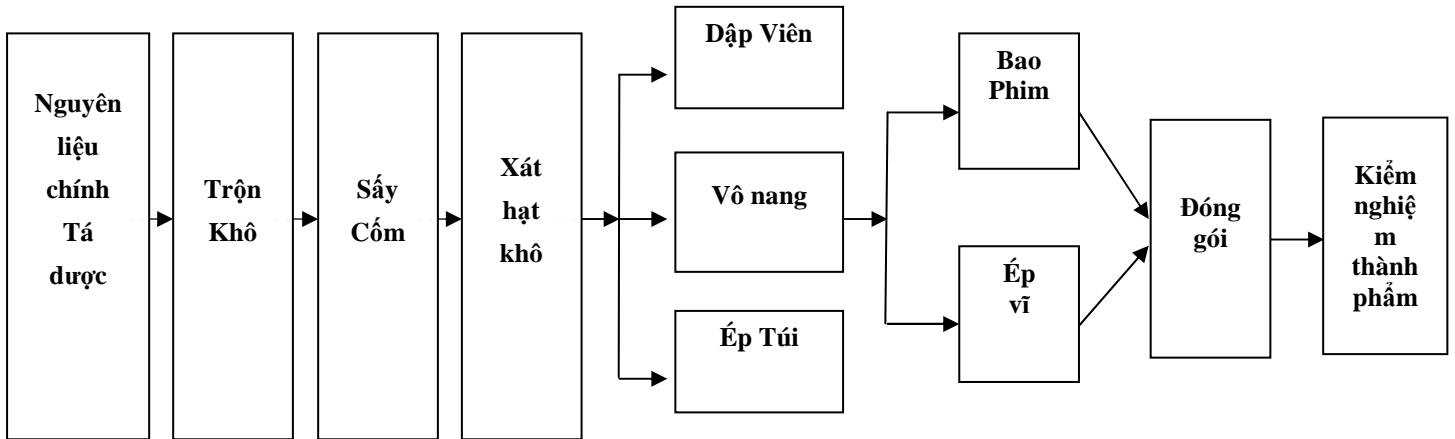 Nguyên
liệu
chính
Tá
dược
Trộn
Khô
Sấy
Cốm
Xát
hạt
khô
Dập Viên
Vô nang
Ép Túi
Bao
Phim
Ép
vĩ
Đóng
gói
Kiểm
nghiệ
m
thành
phẩm